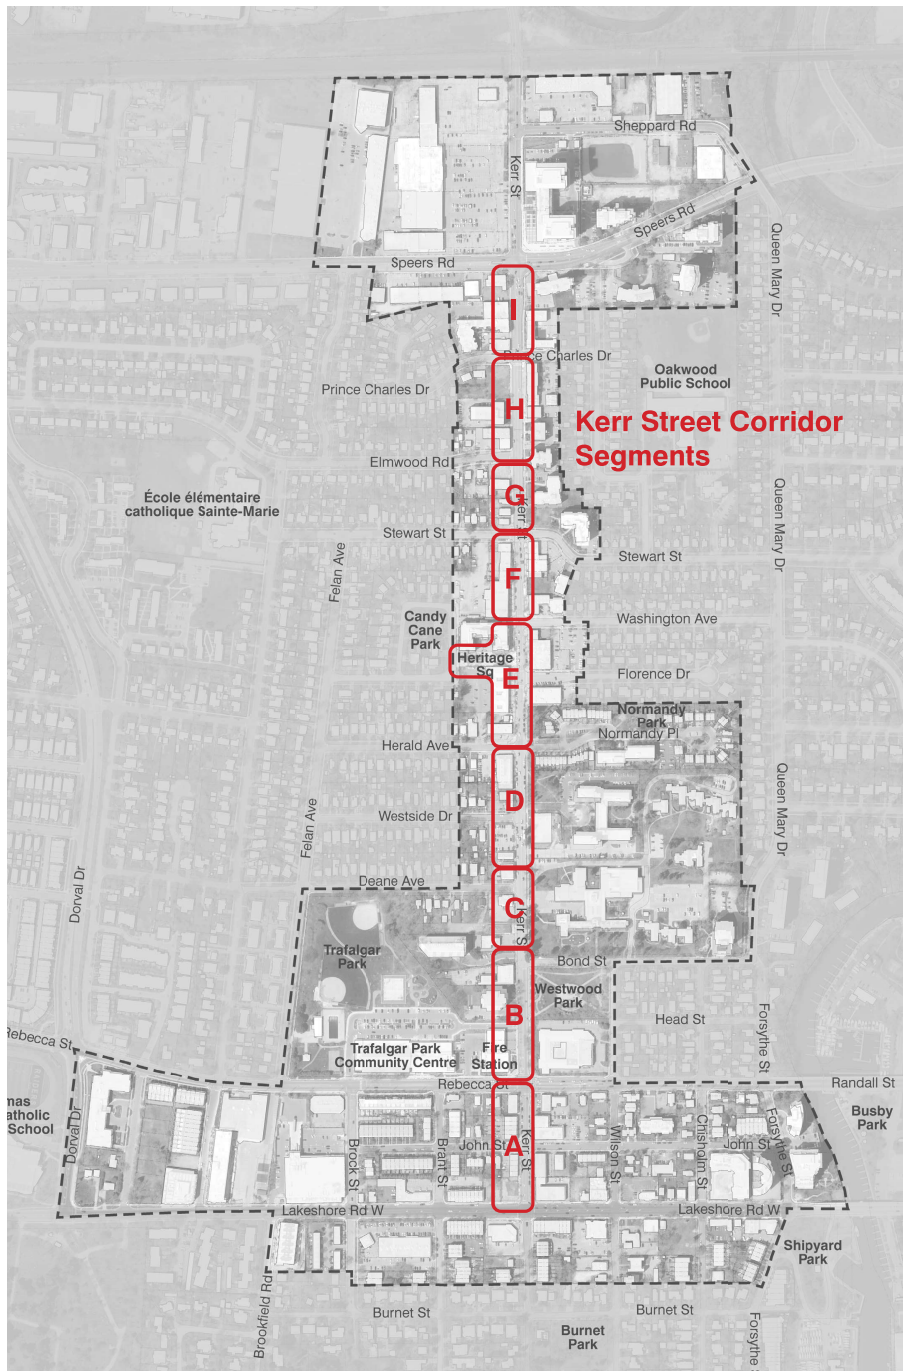 Sheppard Rd
Kerr St
Speers Rd
Queen Mary Dr
Speers Rd
I
Prince Charles Dr
Oakwood
Public School
Prince Charles Dr
H
Kerr Street Corridor
Segments
Elmwood Rd
École élémentaire
catholique Sainte-Marie
G
Kerr St
Queen Mary Dr
Stewart St
Stewart St
Felan Ave
F
Candy
Cane
Park
Washington Ave
Heritage
Sq
E
Florence Dr
Normandy
Park
Normandy Pl
Herald Ave
D
Queen Mary Dr
Westside Dr
Felan Ave
Dorval Dr
Deane Ave
C
Kerr S
Trafalgar
Park
Bond St
Westwood
Park
B
Head St
Forsythe St
Rebecca St
Trafalgar Park
Community Centre
Fire
Station
Rebecca St
Randall St
mas
atholic
School
Dorval Dr
Busby
Park
Brock St
Brant St
John St
A
Kerr St
Wilson St
Chisholm St
John St
Forsythe St
Lakeshore Rd W
Lakeshore Rd W
Shipyard
Park
Brookfield Rd
Burnet St
Burnet St
Burnet
Park
Forsythe S